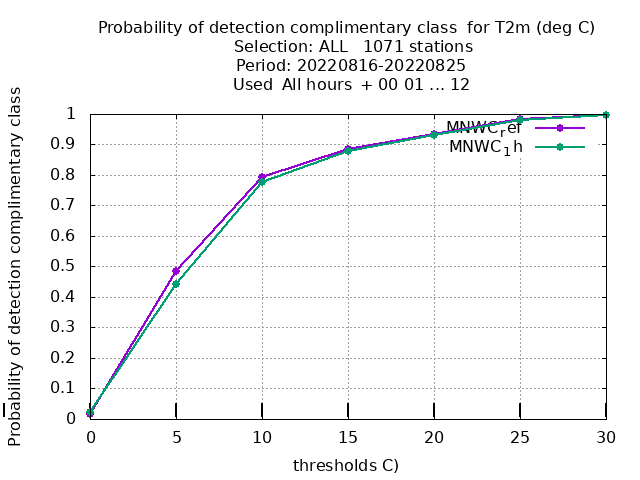 Probability of detection complimentary class for T2m (deg C)
Selection: ALL 1071 stations
Period: 20220816-20220825
Used All hours + 00 01 ... 12
Probability of detection complimentary class
1
0.9
0.8
0.7
0.6
0.5
0.4
0.3
0.2
0.1
0
MNWC_ref
MNWC_1h
0 5 10 15 20 25 30
thresholds C)